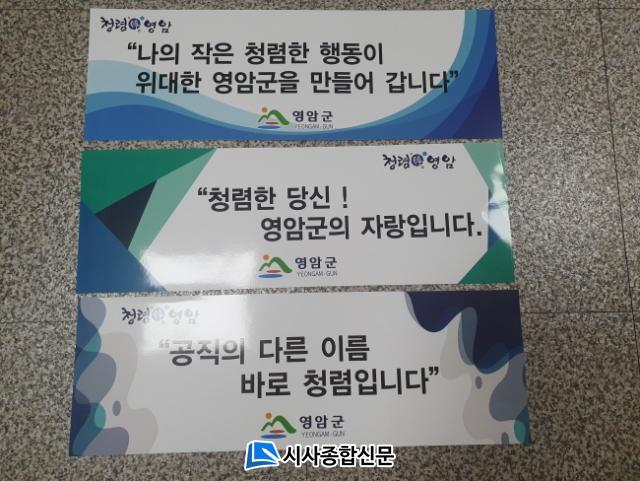 청렴 영암
“나의 작은 청렴한 행동이
위대한 영암군을 만들어 갑니다”
영암군
YEONGAM-GUN
청렴 영암
“청렴한 당신 !
영암군의 자랑입니다.
영암군
YEONGAM-GUN
청렴 영암
“공직의 다른 이름
바로 청렴입니다”
영암군
YEONGAM-GUN
시사종합신문